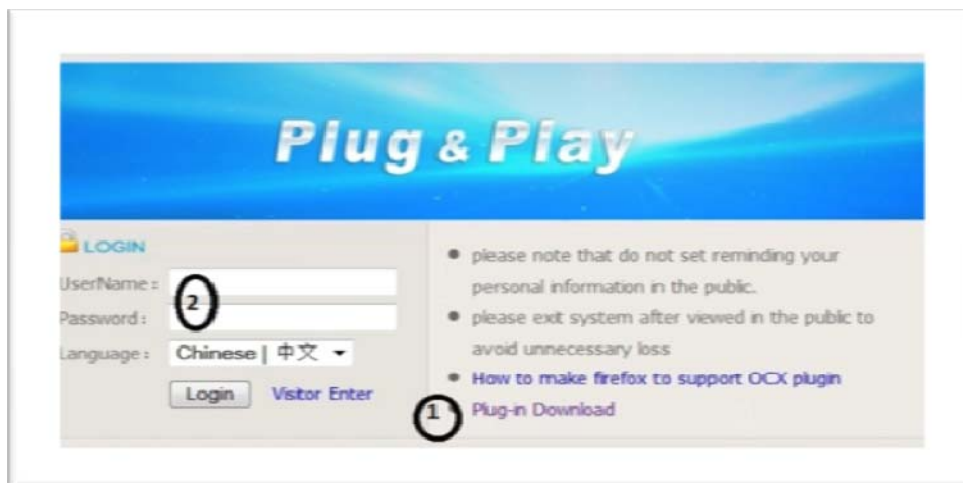 Plug & Play
LOGIN
UserName:
2
Password:
Language: Chinese | 中文
Login Visitor Enter
please note that do not set reminding your
personal information in the public.
please exit system after viewed in the public to
avoid unnecessary loss
How to make firefox to support OCX plugin
1 Plug-in Download